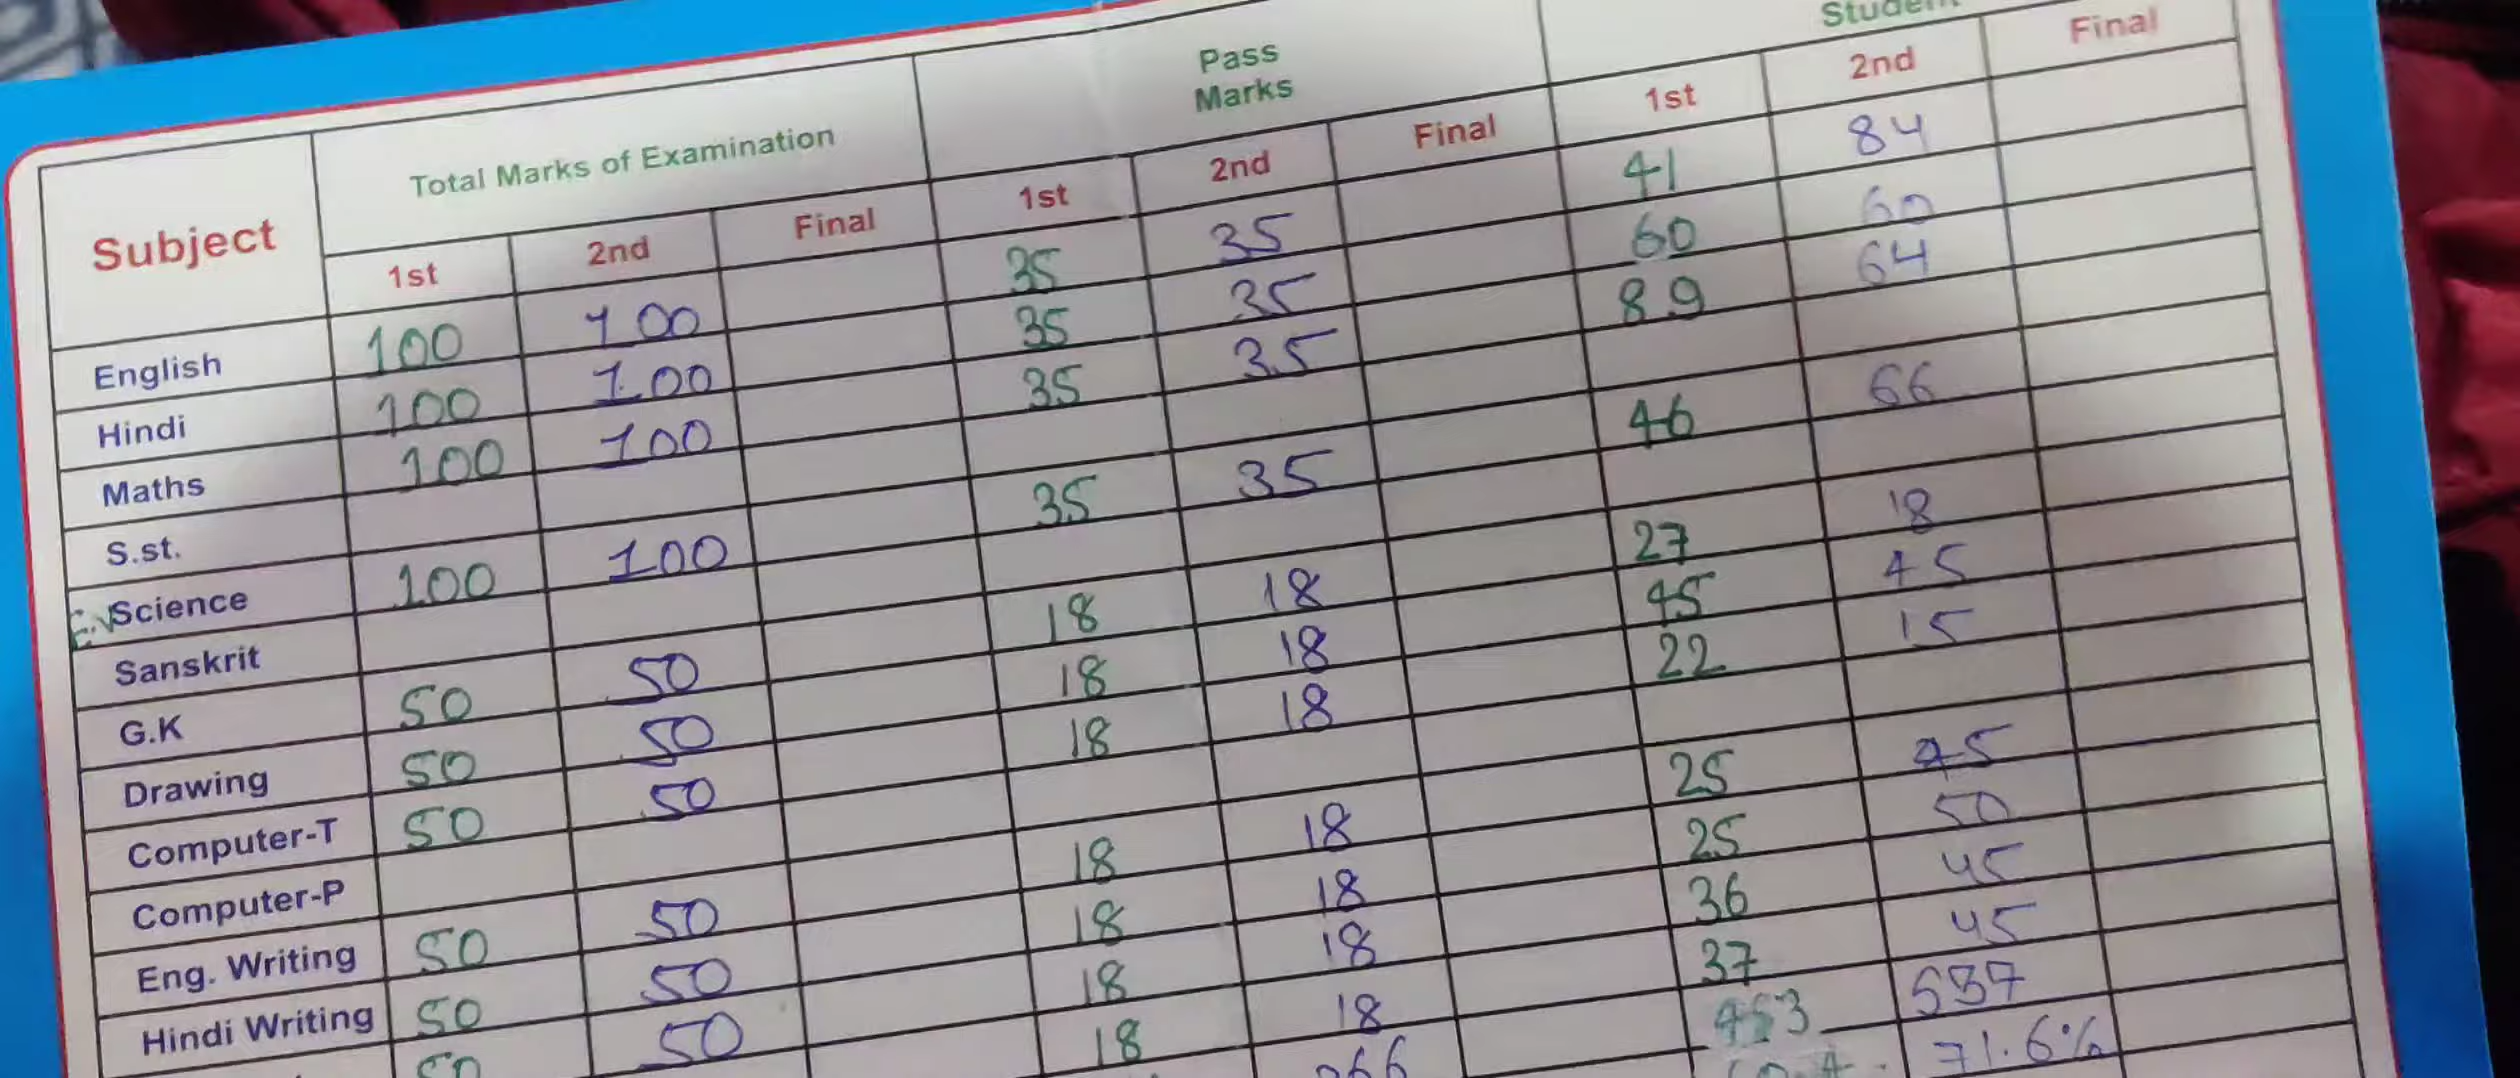 Student
Pass
Marks
Total Marks of Examination
Subject
1st 2nd Final 1st 2nd Final 1st 2nd Final
English 100 100 35 35 41 84
Hindi 100 100 35 35 60 60
Maths 100 100 35 35 89 64
S.st.
Science 100 100 35 35 46 66
Sanskrit
G.K 50 50 18 18 27 18
Drawing 50 50 18 18 45 45
Computer-T 50 50 18 18 22 15
Computer-P
Eng. Writing 50 50 18 18 25 45
Hindi Writing 50 50 18 18 25 50
50 50 18 18 36 45
18 18 37 45
453 537
71.6%